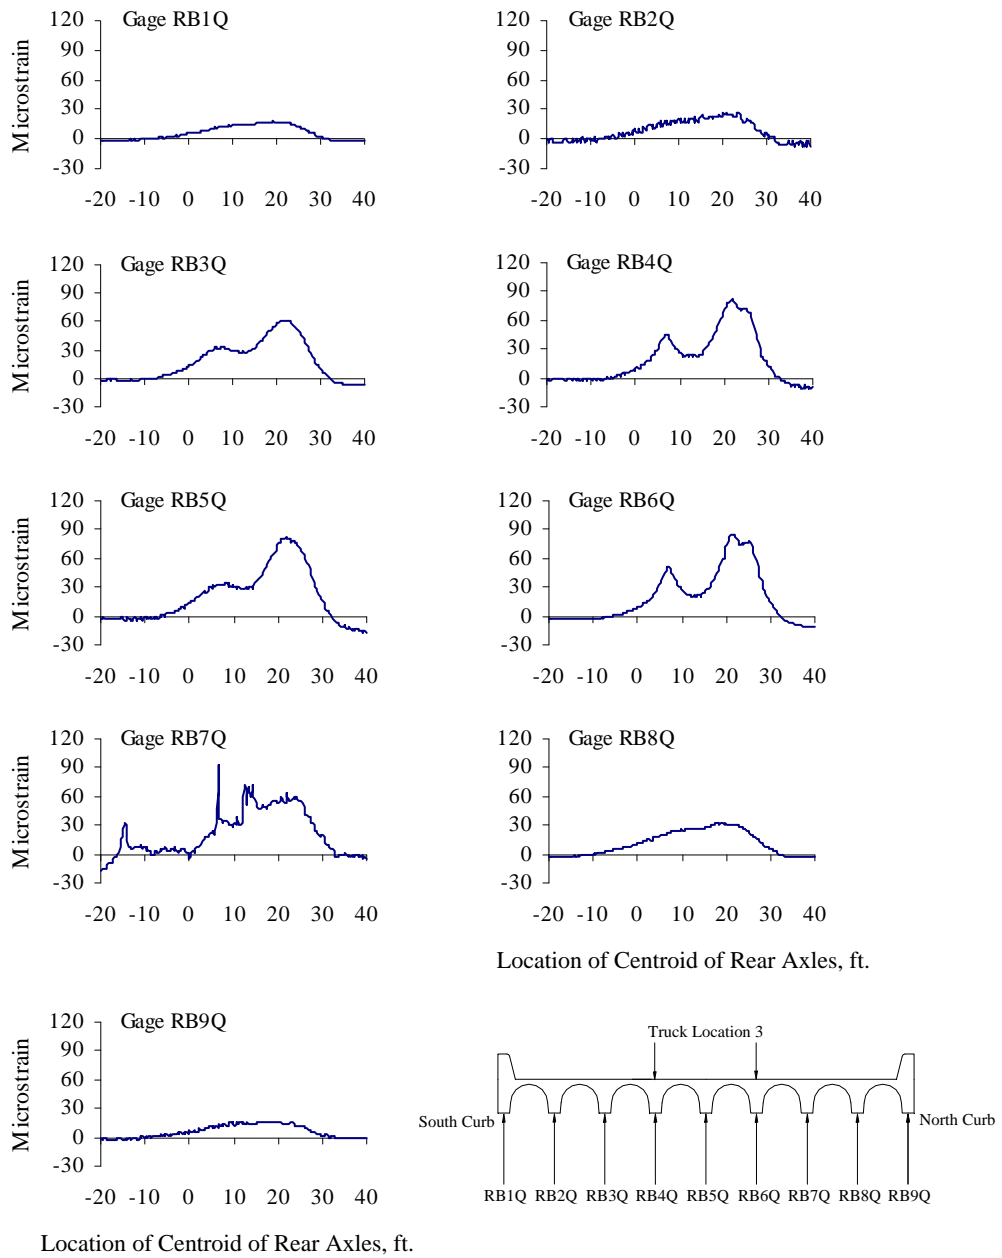 Gage RB1Q
Microstrain
120
90
60
30
0
-30
-20 -10 0 10 20 30 40
Gage RB2Q
120
90
60
30
0
-30
-20 -10 0 10 20 30 40
Gage RB3Q
Microstrain
120
90
60
30
0
-30
-20 -10 0 10 20 30 40
Gage RB4Q
120
90
60
30
0
-30
-20 -10 0 10 20 30 40
Gage RB5Q
Microstrain
120
90
60
30
0
-30
-20 -10 0 10 20 30 40
Gage RB6Q
120
90
60
30
0
-30
-20 -10 0 10 20 30 40
Gage RB7Q
Microstrain
120
90
60
30
0
-30
-20 -10 0 10 20 30 40
Gage RB8Q
120
90
60
30
0
-30
-20 -10 0 10 20 30 40
Location of Centroid of Rear Axles, ft.
Gage RB9Q
Microstrain
120
90
60
30
0
-30
-20 -10 0 10 20 30 40
Location of Centroid of Rear Axles, ft.
Truck Location 3
South Curb
North Curb
RB1Q RB2Q RB3Q RB4Q RB5Q RB6Q RB7Q RB8Q RB9Q